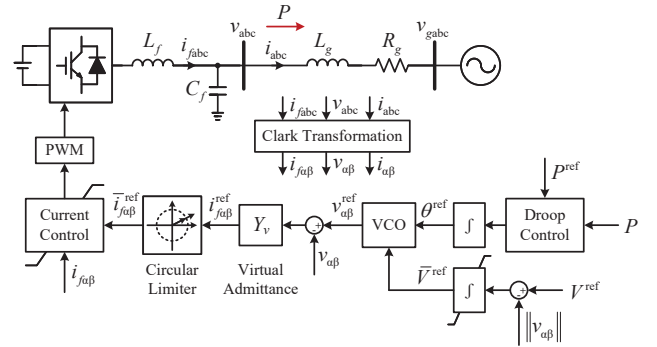 P
v_abc
v_gabc
L_f
i_fabc
i_abc
L_g
R_g
C_f
i_fabc v_abc i_abc
Clark Transformation
i_fαβ v_αβ i_αβ
PWM
P^ref
i̅_fαβ^ref
i_fαβ^ref
v_αβ^ref
θ^ref
Current Control
Y_v
- +
VCO
∫
Droop Control
P
i_fαβ
Circular Limiter
Virtual Admittance
v_αβ
V̅^ref
∫
- +
V^ref
‖v_αβ‖